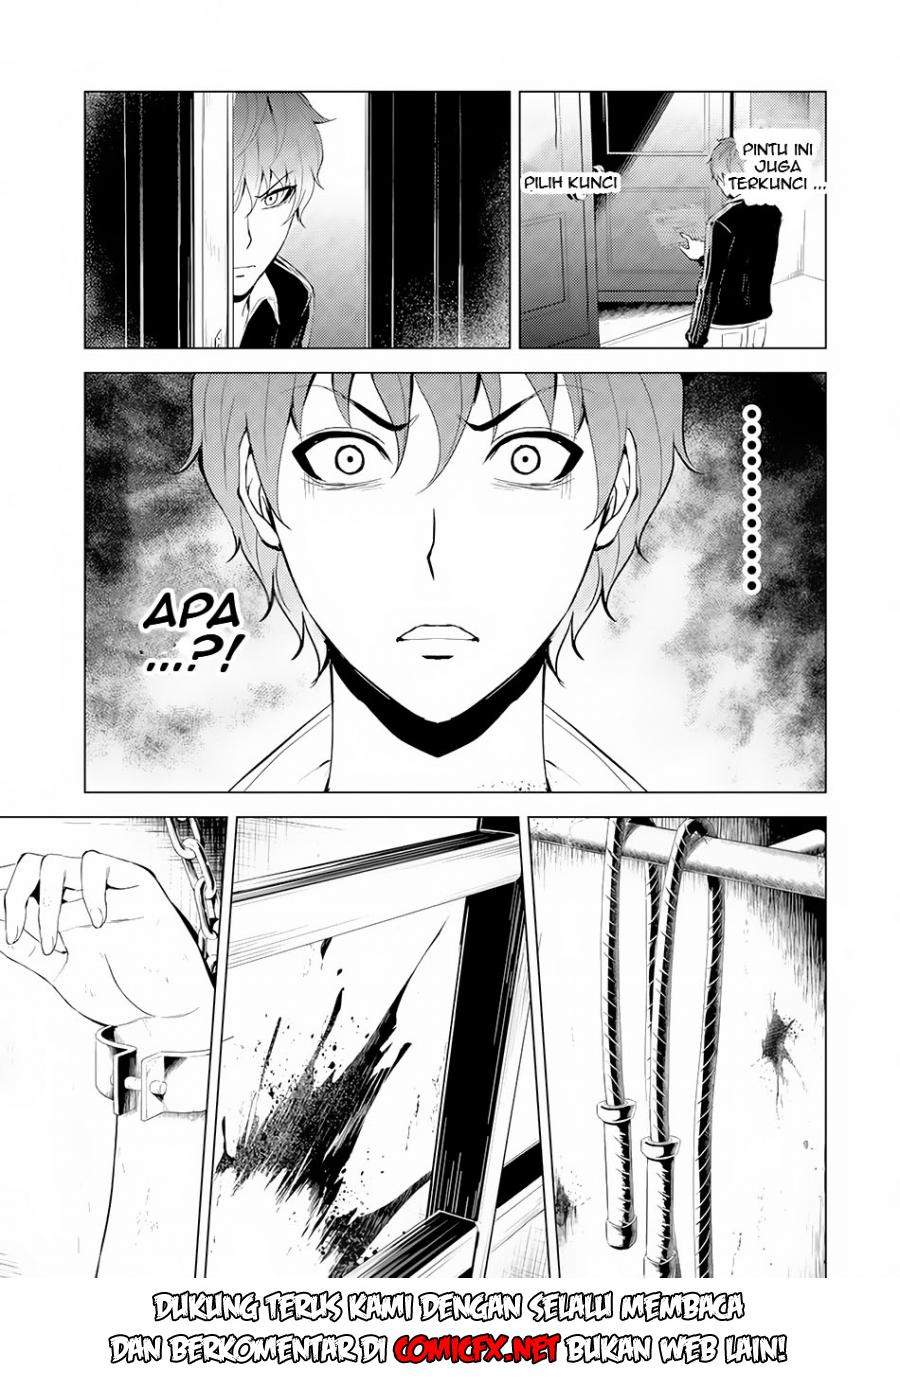 PINTU INI
JUGA
TERKUNCI ...
PILIH KUNCI
APA
...?!
DUKUNG TERUS KAMI DENGAN SELALU MEMBACA
DAN BERKOMENTAR DI COMICFX.NET BUKAN WEB LAIN!